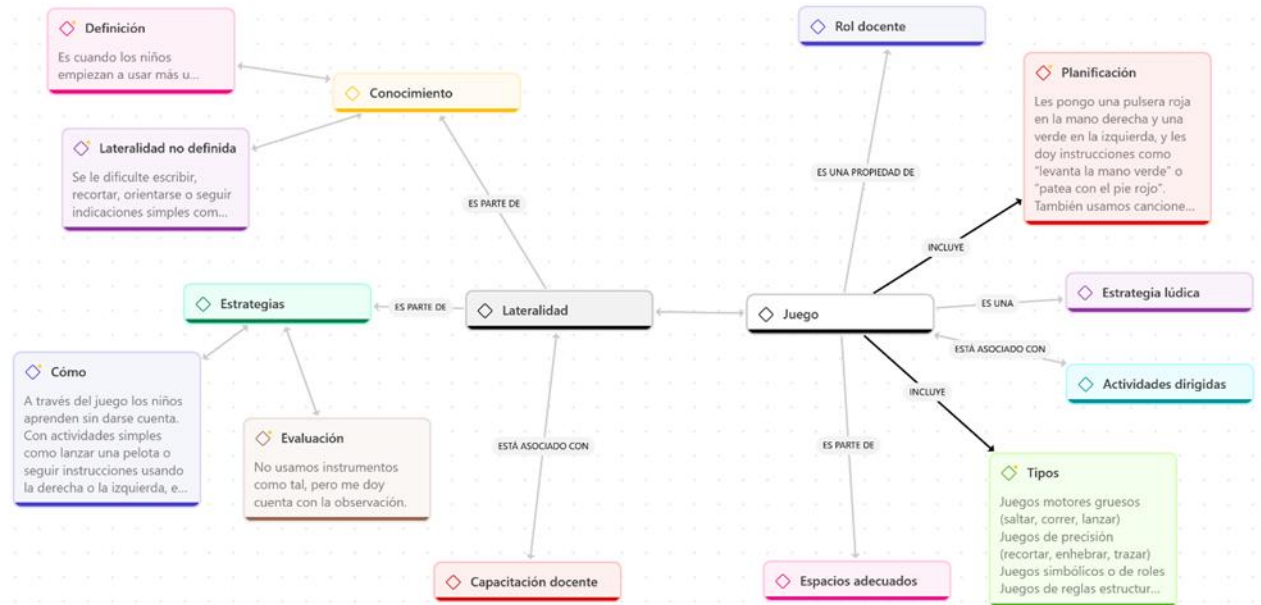 Definición
Es cuando los niños
empiezan a usar más u...
Conocimiento
Lateralidad no definida
Se le dificulte escribir,
recortar, orientarse o seguir
indicaciones simples com...
ES PARTE DE
Estrategias
ES PARTE DE
Lateralidad
Cómo
A través del juego los niños
aprenden sin darse cuenta.
Con actividades simples
como lanzar una pelota o
seguir instrucciones usando
la derecha o la izquierda, e...
Evaluación
No usamos instrumentos
como tal, pero me doy
cuenta con la observación.
ESTÁ ASOCIADO CON
Capacitación docente
Rol docente
ES UNA PROPIEDAD DE
Planificación
Les pongo una pulsera roja
en la mano derecha y una
verde en la izquierda, y les
doy instrucciones como
"levanta la mano verde" o
"patea con el pie rojo".
También usamos cancione...
INCLUYE
Juego
ES UNA
Estrategia lúdica
ESTÁ ASOCIADO CON
Actividades dirigidas
INCLUYE
ES PARTE DE
Tipos
Juegos motores gruesos
(saltar, correr, lanzar)
Juegos de precisión
(recortar, enhebrar, trazar)
Juegos simbólicos o de roles
Juegos de reglas estructur...
Espacios adecuados